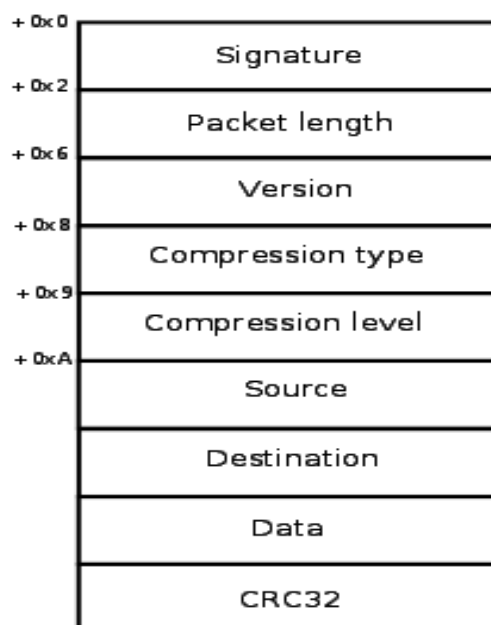 + 0x0
Signature
+ 0x2
Packet length
+ 0x6
Version
+ 0x8
Compression type
+ 0x9
Compression level
+ 0xA
Source
Destination
Data
CRC32